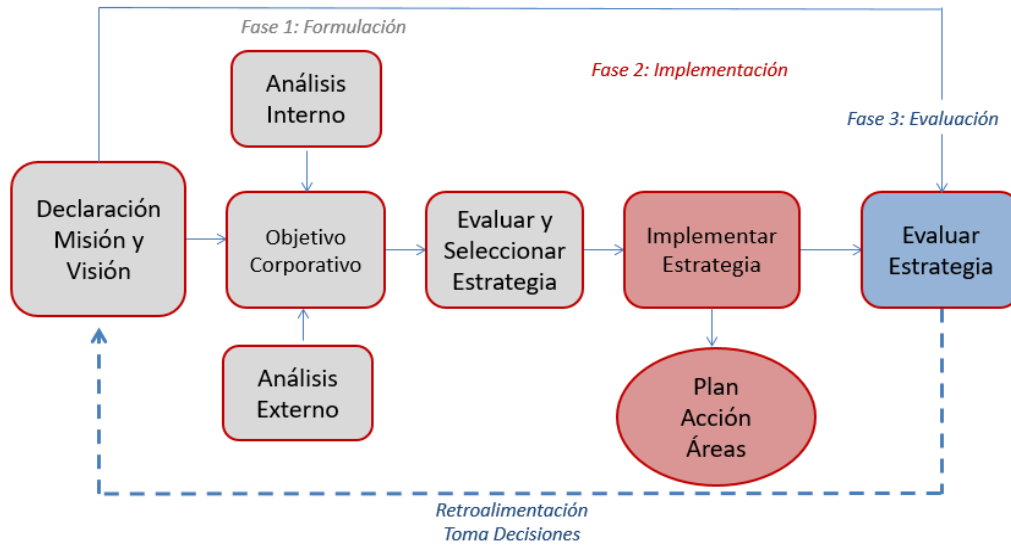 Fase 1: Formulación
Análisis
Interno
Fase 2: Implementación
Fase 3: Evaluación
Declaración
Misión y
Visión
Objetivo
Corporativo
Evaluar y
Seleccionar
Estrategia
Implementar
Estrategia
Evaluar
Estrategia
Análisis
Externo
Plan
Acción
Áreas
Retroalimentación
Toma Decisiones